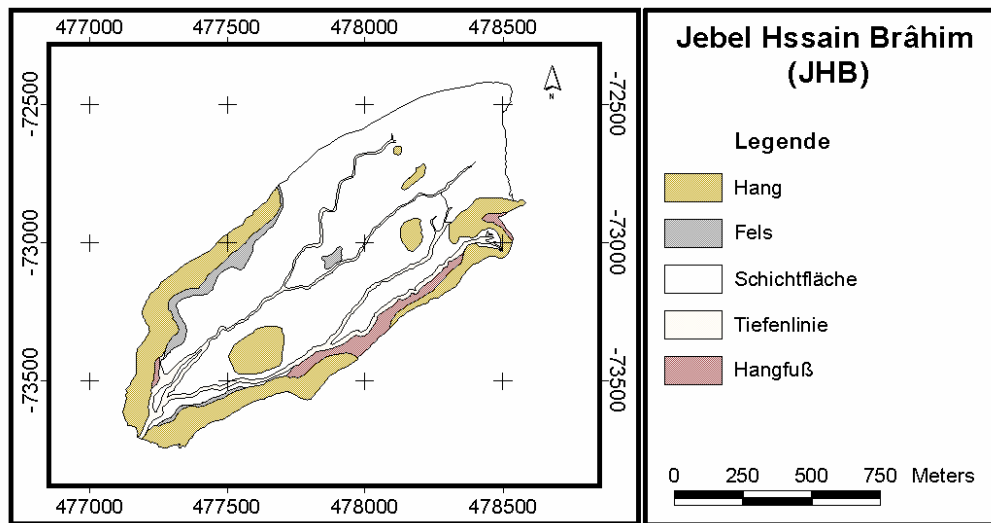 477000 477500 478000 478500
-72500 -72500
N
-73000 -73000
-73500 -73500
477000 477500 478000 478500
Jebel Hssain Brâhim
(JHB)
Legende
Hang
Fels
Schichtfläche
Tiefenlinie
Hangfuß
0 250 500 750 Meters